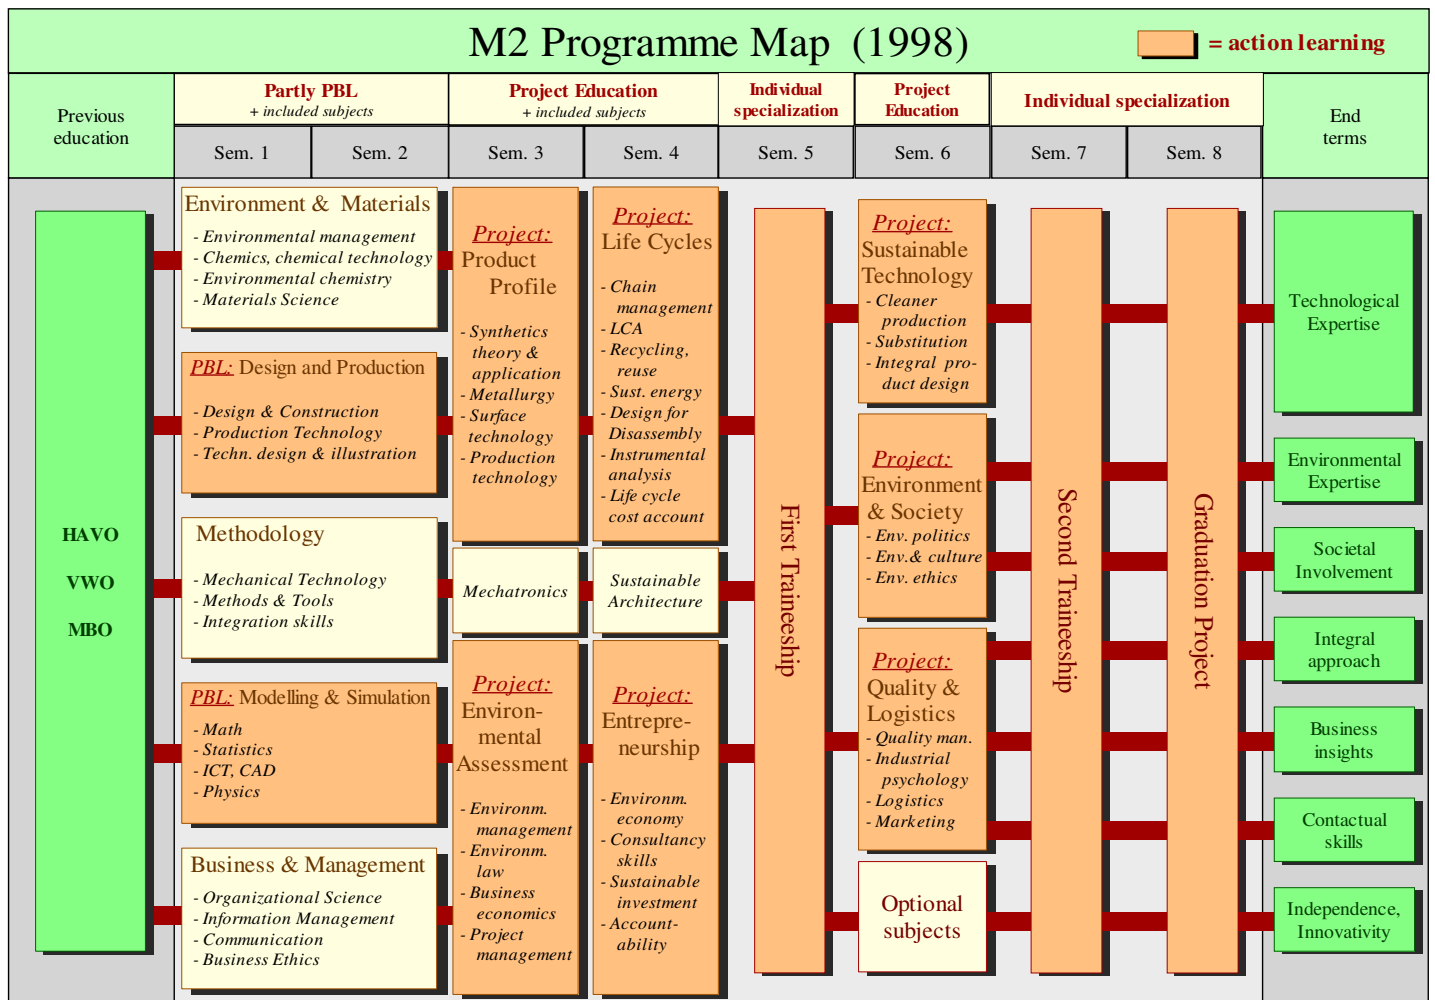 M2 Programme Map (1998)
= action learning
Previous
education
Partly PBL
+ included subjects
Project Education
+ included subjects
Individual
specialization
Project
Education
Individual specialization
End
terms
Sem. 1
Sem. 2
Sem. 3
Sem. 4
Sem. 5
Sem. 6
Sem. 7
Sem. 8
HAVO
VWO
MBO
Environment & Materials
- Environmental management
- Chemics, chemical technology
- Environmental chemistry
- Materials Science
PBL: Design and Production
- Design & Construction
- Production Technology
- Techn. design & illustration
Methodology
- Mechanical Technology
- Methods & Tools
- Integration skills
PBL: Modelling & Simulation
- Math
- Statistics
- ICT, CAD
- Physics
Business & Management
- Organizational Science
- Information Management
- Communication
- Business Ethics
Project:
Product
Profile
- Synthetics
theory &
application
- Metallurgy
- Surface
technology
- Production
technology
Mechatronics
Project:
Environ-
mental
Assessment
- Environm.
management
- Environm.
law
- Business
economics
- Project
management
Project:
Life Cycles
- Chain
management
- LCA
- Recycling,
reuse
- Sust. energy
- Design for
Disassembly
- Instrumental
analysis
- Life cycle
cost account
Sustainable
Architecture
Project:
Entrepre-
neurship
- Environm.
economy
- Consultancy
skills
- Sustainable
investment
- Account-
ability
First Traineeship
Project:
Sustainable
Technology
- Cleaner
production
- Substitution
- Integral pro-
duct design
Project:
Environment
& Society
- Env. politics
- Env.& culture
- Env. ethics
Project:
Quality &
Logistics
- Quality man.
- Industrial
psychology
- Logistics
- Marketing
Optional
subjects
Second Traineeship
Graduation Project
Technological
Expertise
Environmental
Expertise
Societal
Involvement
Integral
approach
Business
insights
Contactual
skills
Independence,
Innovativity